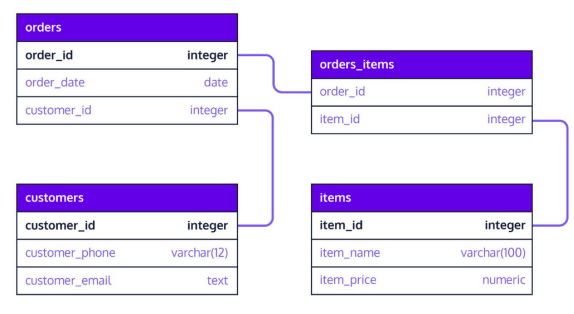 orders
order_id integer
order_date date
customer_id integer
orders_items
order_id integer
item_id integer
customers
customer_id integer
customer_phone varchar(12)
customer_email text
items
item_id integer
item_name varchar(100)
item_price numeric